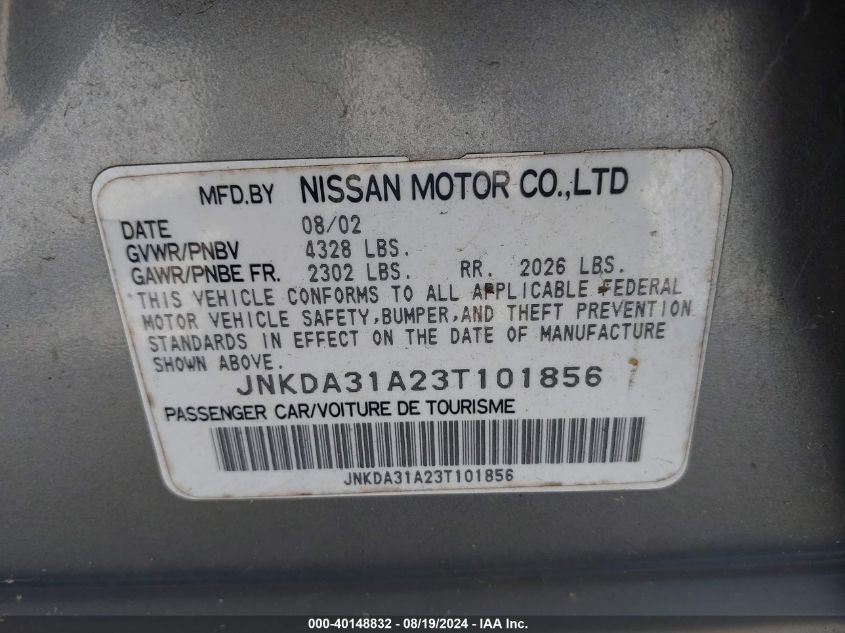 MFD.BY NISSAN MOTOR CO.,LTD
DATE 08/02
GVWR/PNBV 4328 LBS.
GAWR/PNBE FR. 2302 LBS. RR. 2026 LBS.
THIS VEHICLE CONFORMS TO ALL APPLICABLE FEDERAL
MOTOR VEHICLE SAFETY,BUMPER,AND THEFT PREVENTION
STANDARDS IN EFFECT ON THE DATE OF MANUFACTURE
SHOWN ABOVE.
JNKDA31A23T101856
PASSENGER CAR/VOITURE DE TOURISME
JNKDA31A23T101856
000-40148832 - 08/19/2024 - IAA Inc.